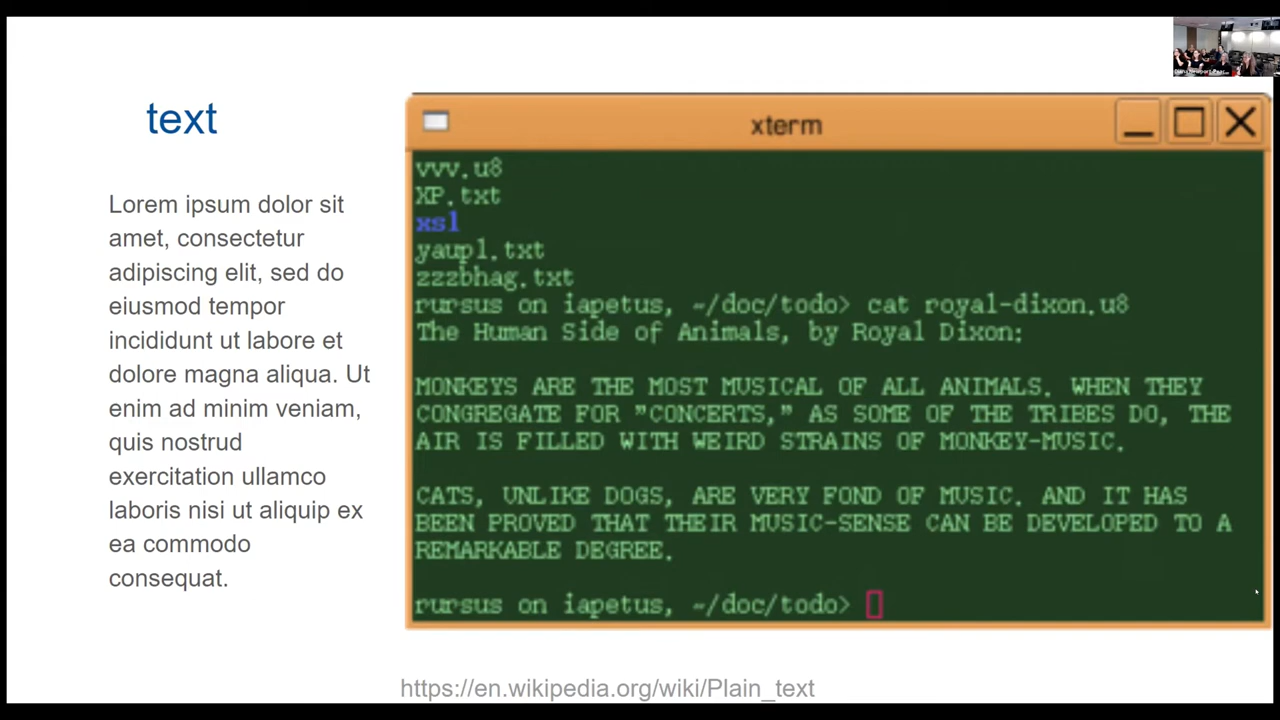 text
Lorem ipsum dolor sit
amet, consectetur
adipiscing elit, sed do
eiusmod tempor
incididunt ut labore et
dolore magna aliqua. Ut
enim ad minim veniam,
quis nostrud
exercitation ullamco
laboris nisi ut aliquip ex
ea commodo
consequat.
xterm
vvv.u8
XP.txt
xsl
yaupl.txt
zzzbhag.txt
rursus on iapetus, ~/doc/todo> cat royal-dixon.u8
The Human Side of Animals, by Royal Dixon:
MONKEYS ARE THE MOST MUSICAL OF ALL ANIMALS. WHEN THEY
CONGREGATE FOR "CONCERTS," AS SOME OF THE TRIBES DO, THE
AIR IS FILLED WITH WEIRD STRAINS OF MONKEY-MUSIC.
CATS, UNLIKE DOGS, ARE VERY FOND OF MUSIC. AND IT HAS
BEEN PROVED THAT THEIR MUSIC-SENSE CAN BE DEVELOPED TO A
REMARKABLE DEGREE.
rursus on iapetus, ~/doc/todo>
https://en.wikipedia.org/wiki/Plain_text